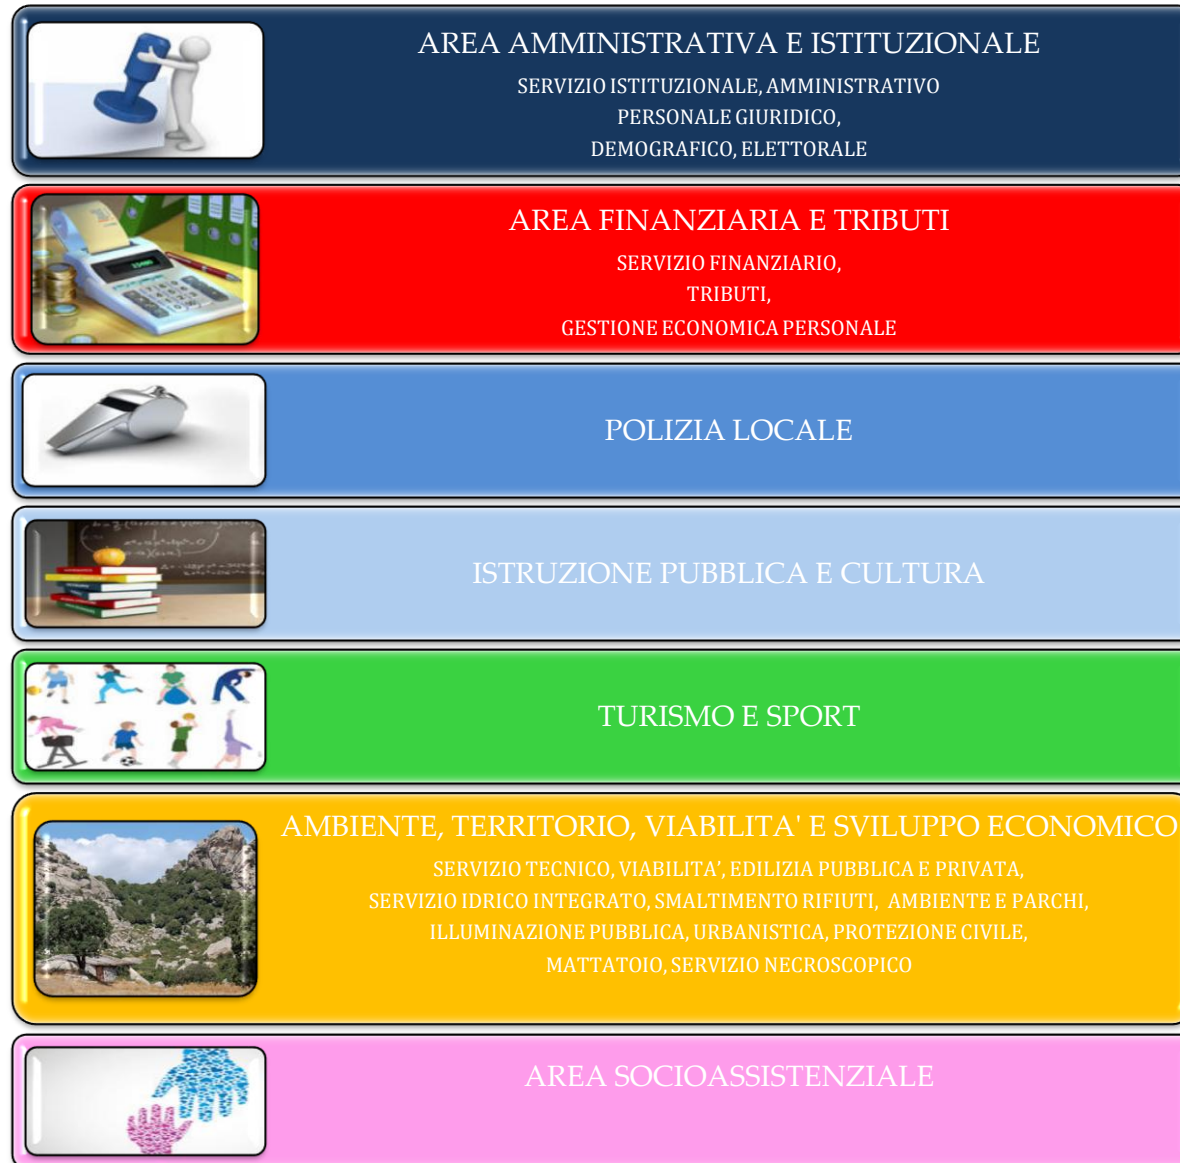 AREA AMMINISTRATIVA E ISTITUZIONALE
SERVIZIO ISTITUZIONALE, AMMINISTRATIVO
PERSONALE GIURIDICO,
DEMOGRAFICO, ELETTORALE
AREA FINANZIARIA E TRIBUTI
SERVIZIO FINANZIARIO,
TRIBUTI,
GESTIONE ECONOMICA PERSONALE
POLIZIA LOCALE
ISTRUZIONE PUBBLICA E CULTURA
TURISMO E SPORT
AMBIENTE, TERRITORIO, VIABILITA' E SVILUPPO ECONOMICO
SERVIZIO TECNICO, VIABILITA’, EDILIZIA PUBBLICA E PRIVATA,
SERVIZIO IDRICO INTEGRATO, SMALTIMENTO RIFIUTI, AMBIENTE E PARCHI,
ILLUMINAZIONE PUBBLICA, URBANISTICA, PROTEZIONE CIVILE,
MATTATOIO, SERVIZIO NECROSCOPICO
AREA SOCIOASSISTENZIALE